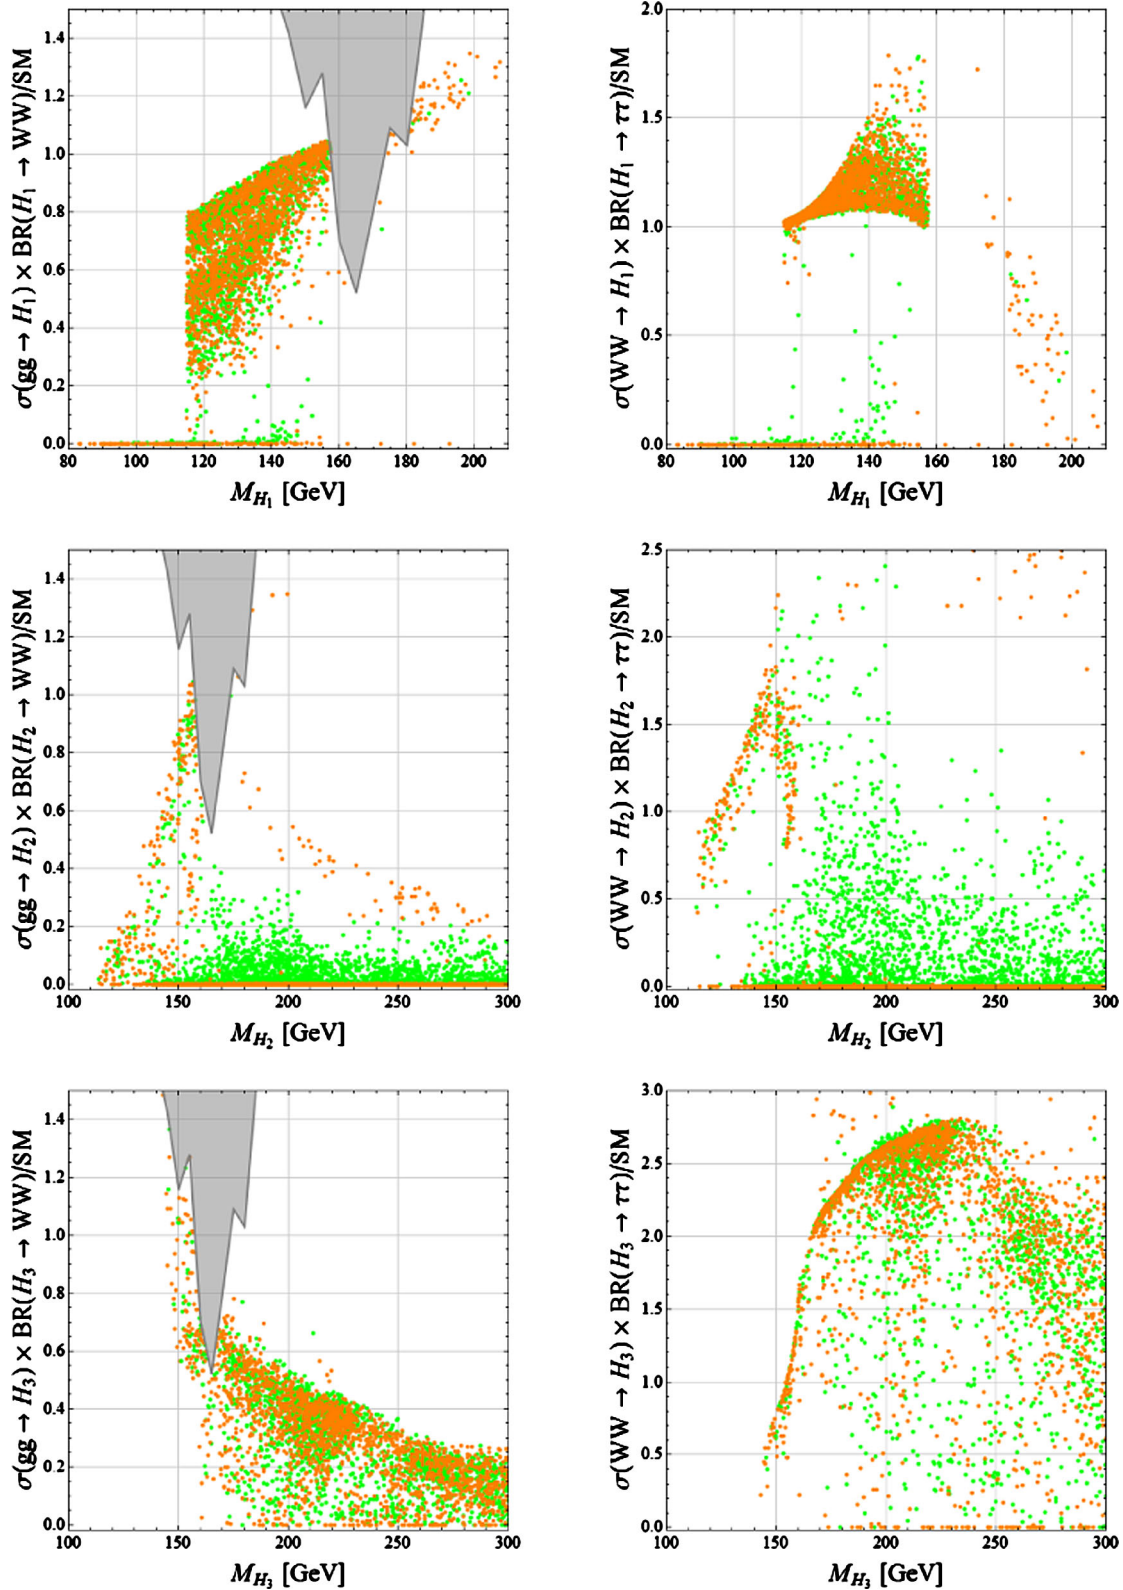 σ(gg → H₁) × BR(H₁ → WW)/SM
1.4
1.2
1.0
0.8
0.6
0.4
0.2
0.0
80 100 120 140 160 180 200
M_H₁ [GeV]
σ(WW → H₁) × BR(H₁ → ττ)/SM
2.0
1.5
1.0
0.5
0.0
80 100 120 140 160 180 200
M_H₁ [GeV]
σ(gg → H₂) × BR(H₂ → WW)/SM
1.4
1.2
1.0
0.8
0.6
0.4
0.2
0.0
100 150 200 250 300
M_H₂ [GeV]
σ(WW → H₂) × BR(H₂ → ττ)/SM
2.5
2.0
1.5
1.0
0.5
0.0
100 150 200 250 300
M_H₂ [GeV]
σ(gg → H₃) × BR(H₃ → WW)/SM
1.4
1.2
1.0
0.8
0.6
0.4
0.2
0.0
100 150 200 250 300
M_H₃ [GeV]
σ(WW → H₃) × BR(H₃ → ττ)/SM
3.0
2.5
2.0
1.5
1.0
0.5
0.0
100 150 200 250 300
M_H₃ [GeV]